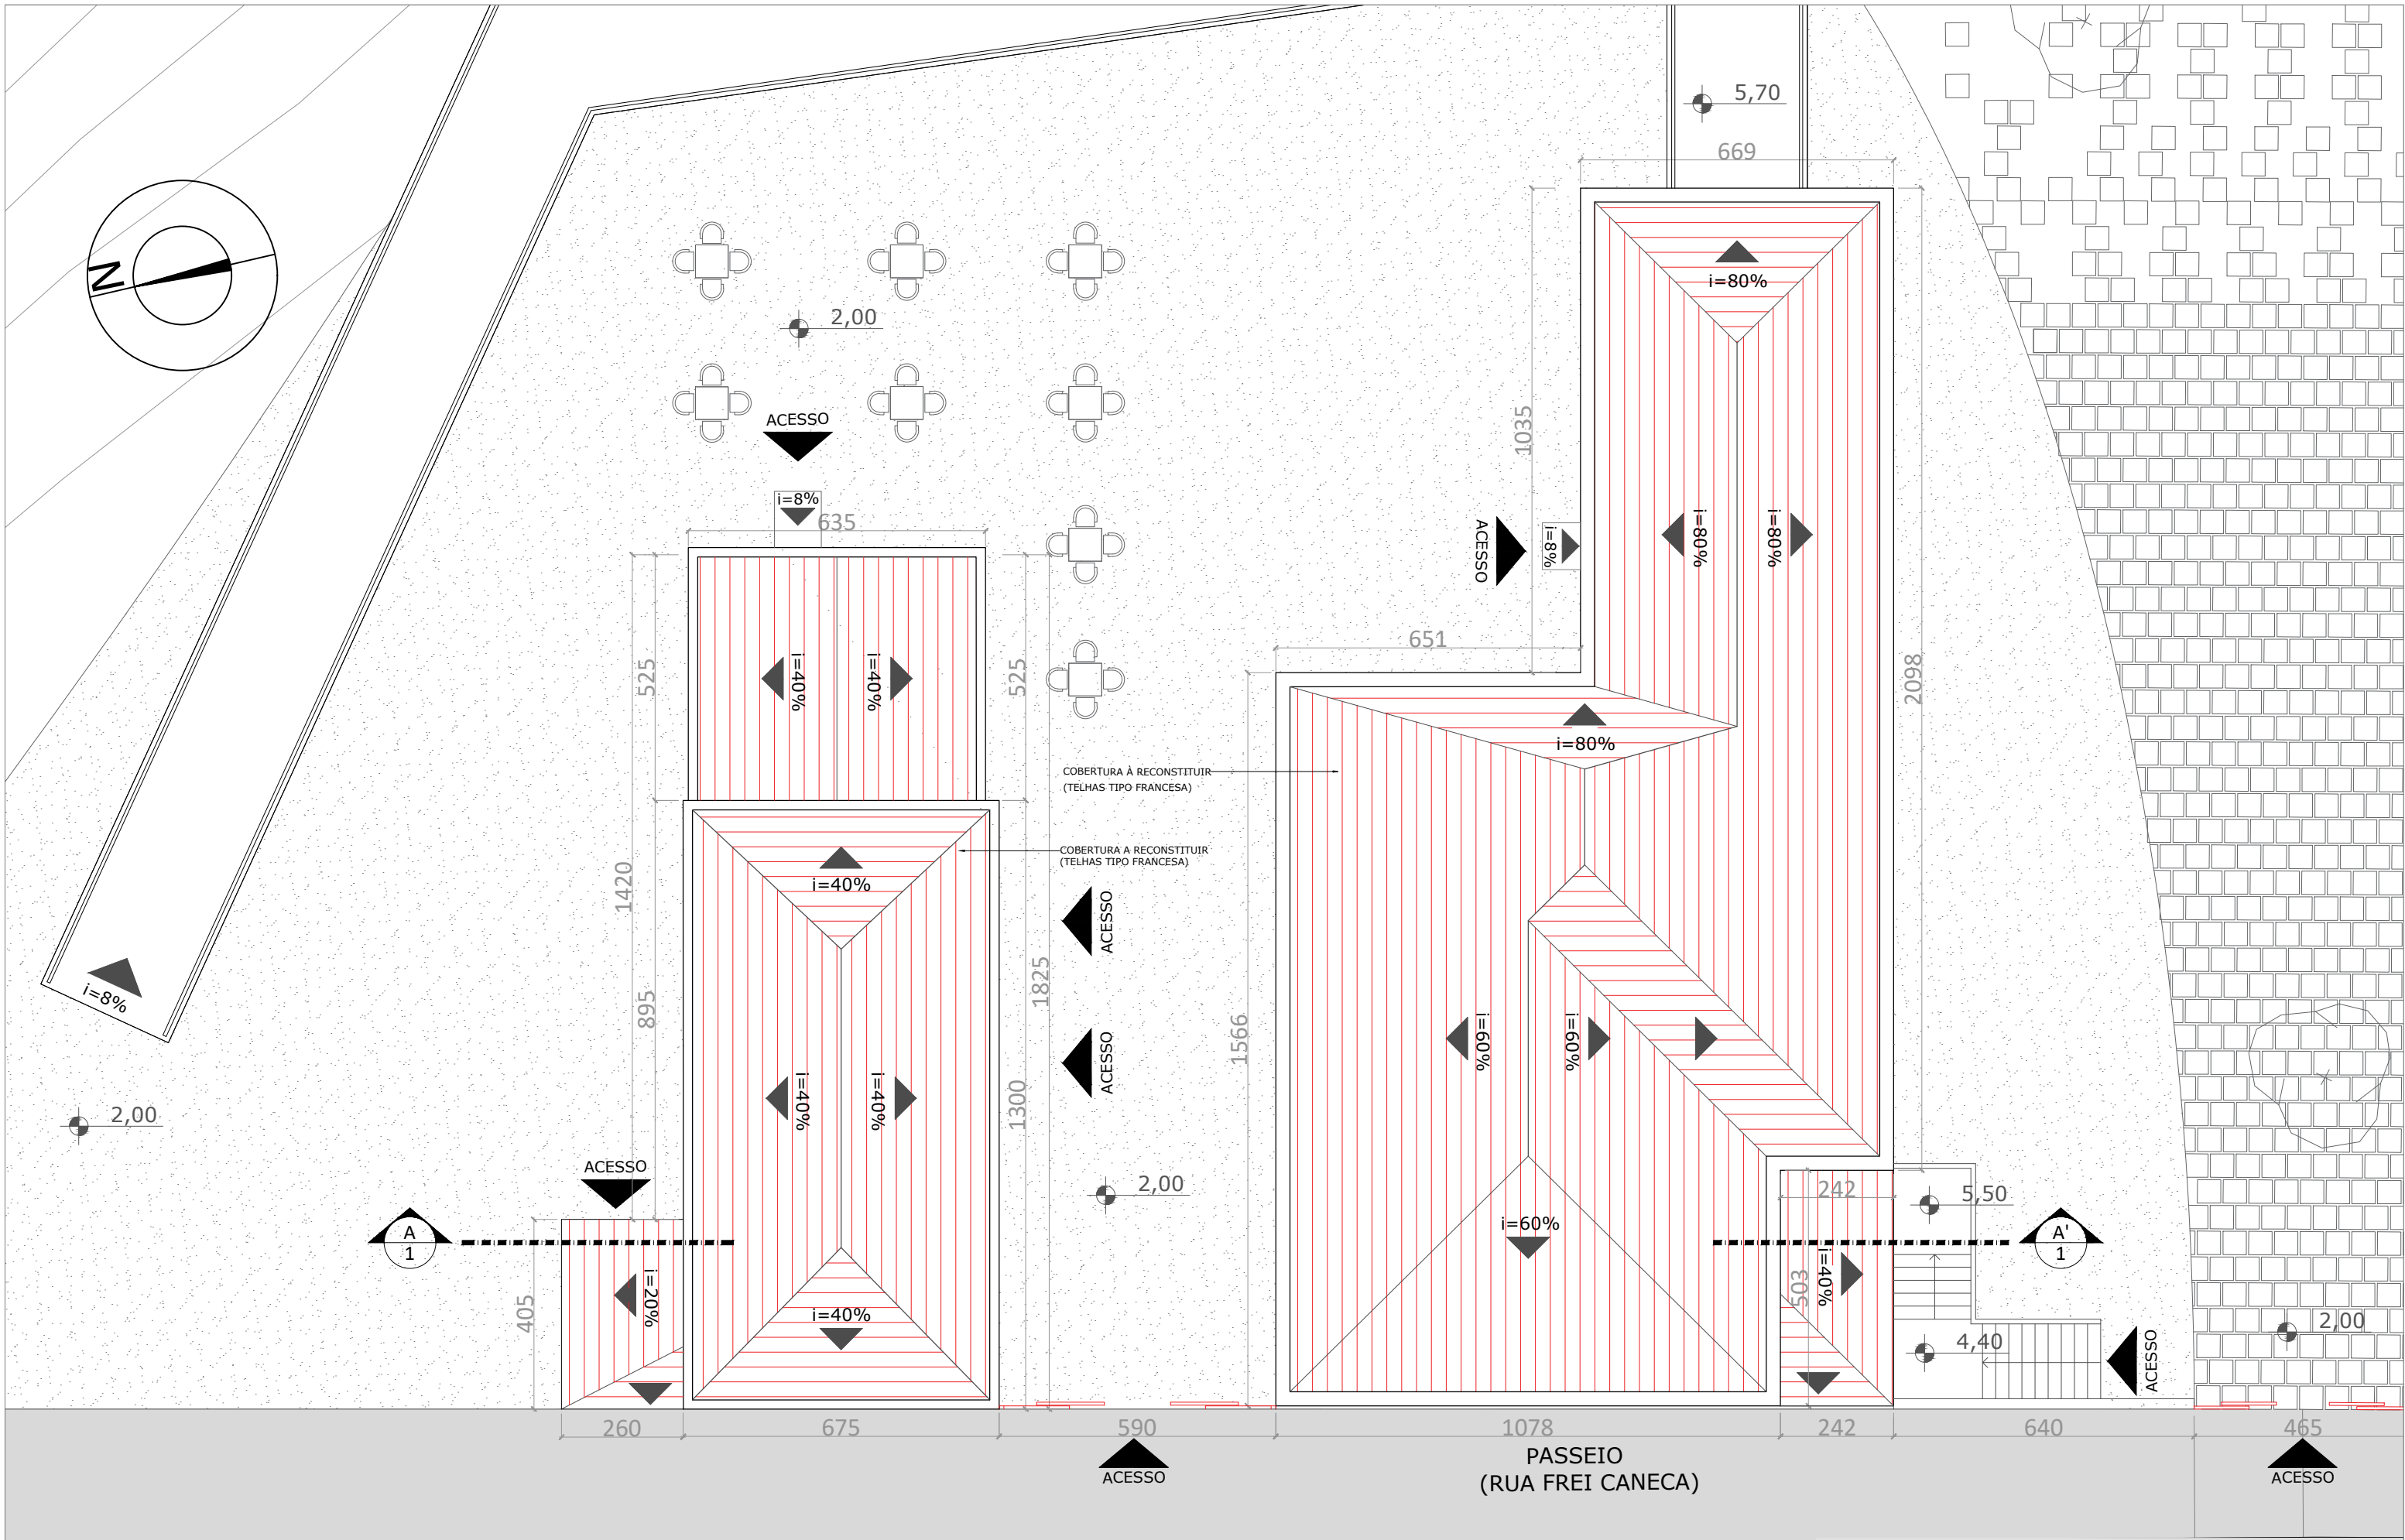 5,70
669
N
i=80%
2,00
ACESSO
1035
i=8%
635
ACESSO
i=8%
i=80%
i=80%
651
525
i=40%
i=40%
525
2098
i=80%
COBERTURA À RECONSTITUIR
(TELHAS TIPO FRANCESA)
COBERTURA A RECONSTITUIR
(TELHAS TIPO FRANCESA)
1420
i=40%
ACESSO
1825
895
i=8%
1566
i=60%
i=60%
ACESSO
1300
i=40%
i=40%
2,00
ACESSO
2,00
242
5,50
A
1
i=60%
A'
1
i=40%
503
405
i=20%
i=40%
4,40
ACESSO
2,00
260
675
590
1078
242
640
465
ACESSO
PASSEIO
(RUA FREI CANECA)
ACESSO